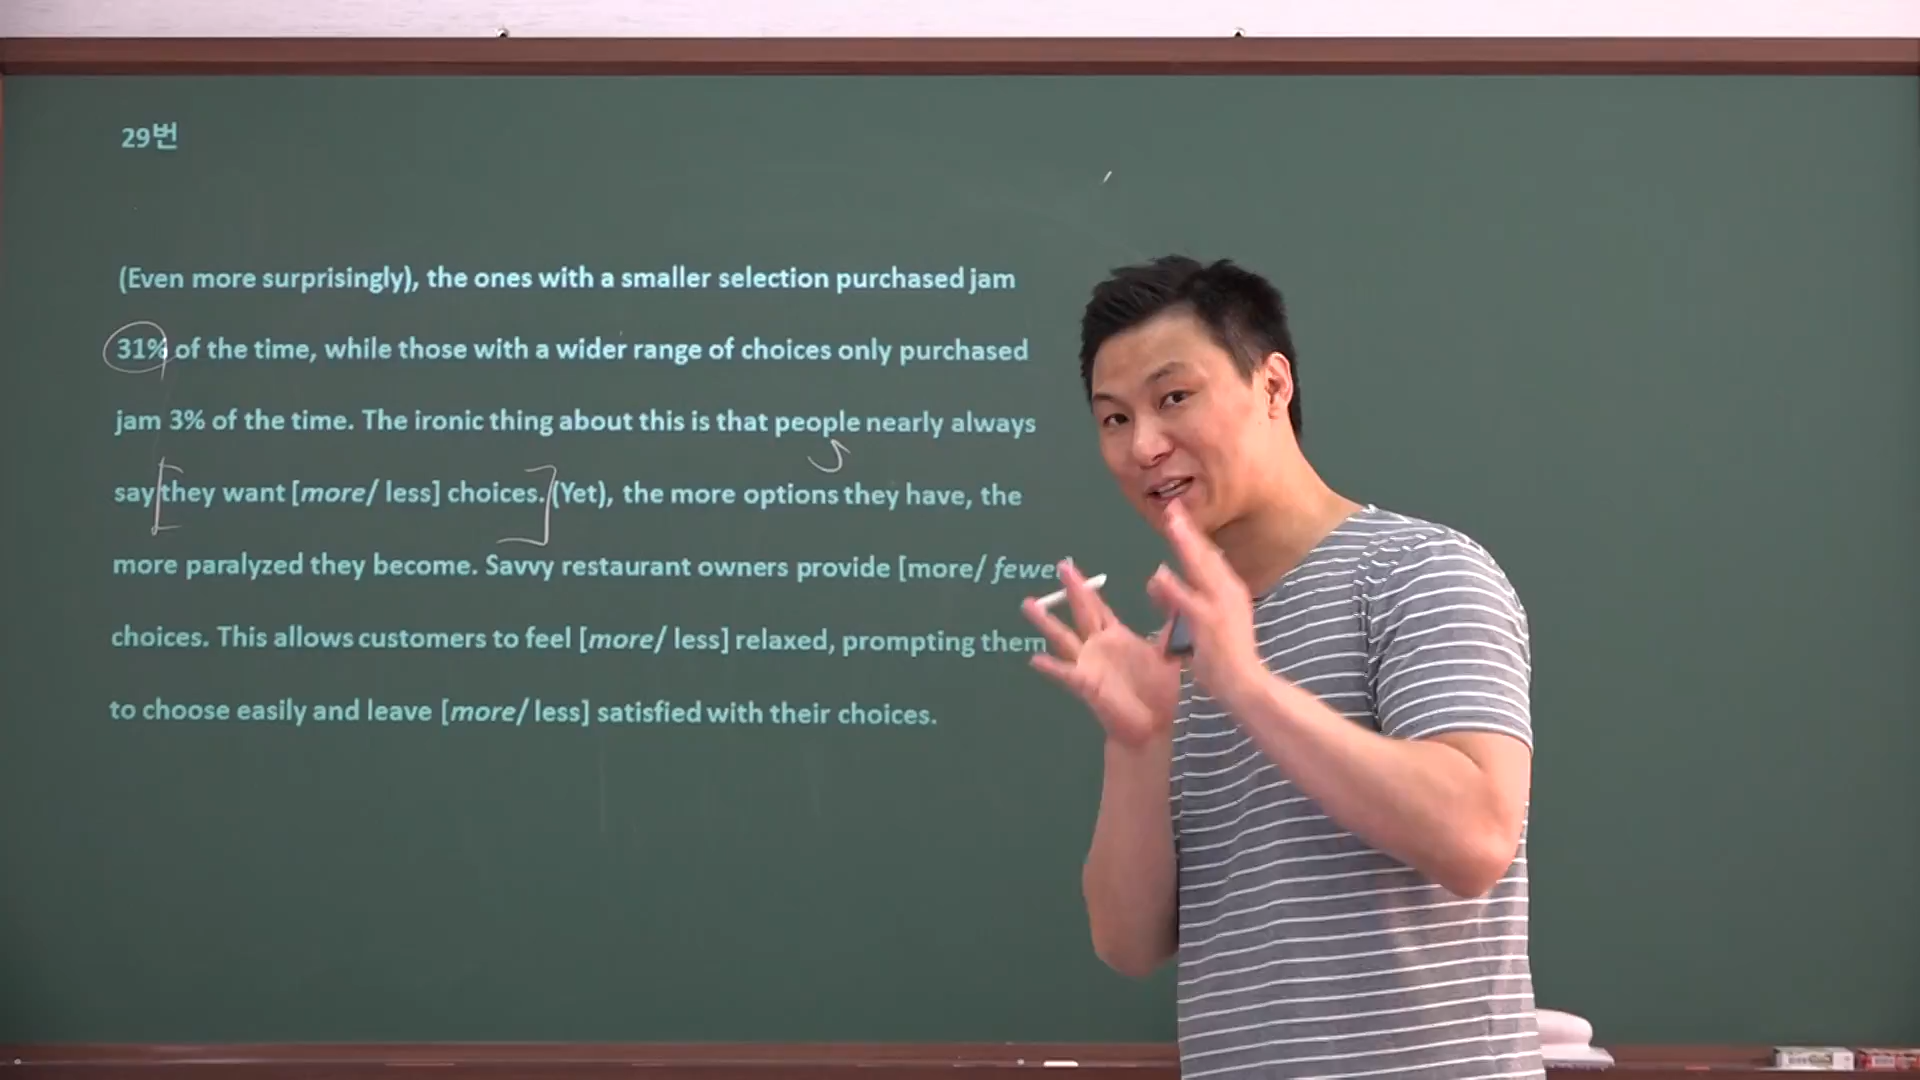 29번
(Even more surprisingly), the ones with a smaller selection purchased jam
31% of the time, while those with a wider range of choices only purchased
jam 3% of the time. The ironic thing about this is that people nearly always
say they want [more/ less] choices. (Yet), the more options they have, the
more paralyzed they become. Savvy restaurant owners provide [more/
choices. This allows customers to feel [more/ less] relaxed, prompting them
to choose easily and leave [more/ less] satisfied with their choices.